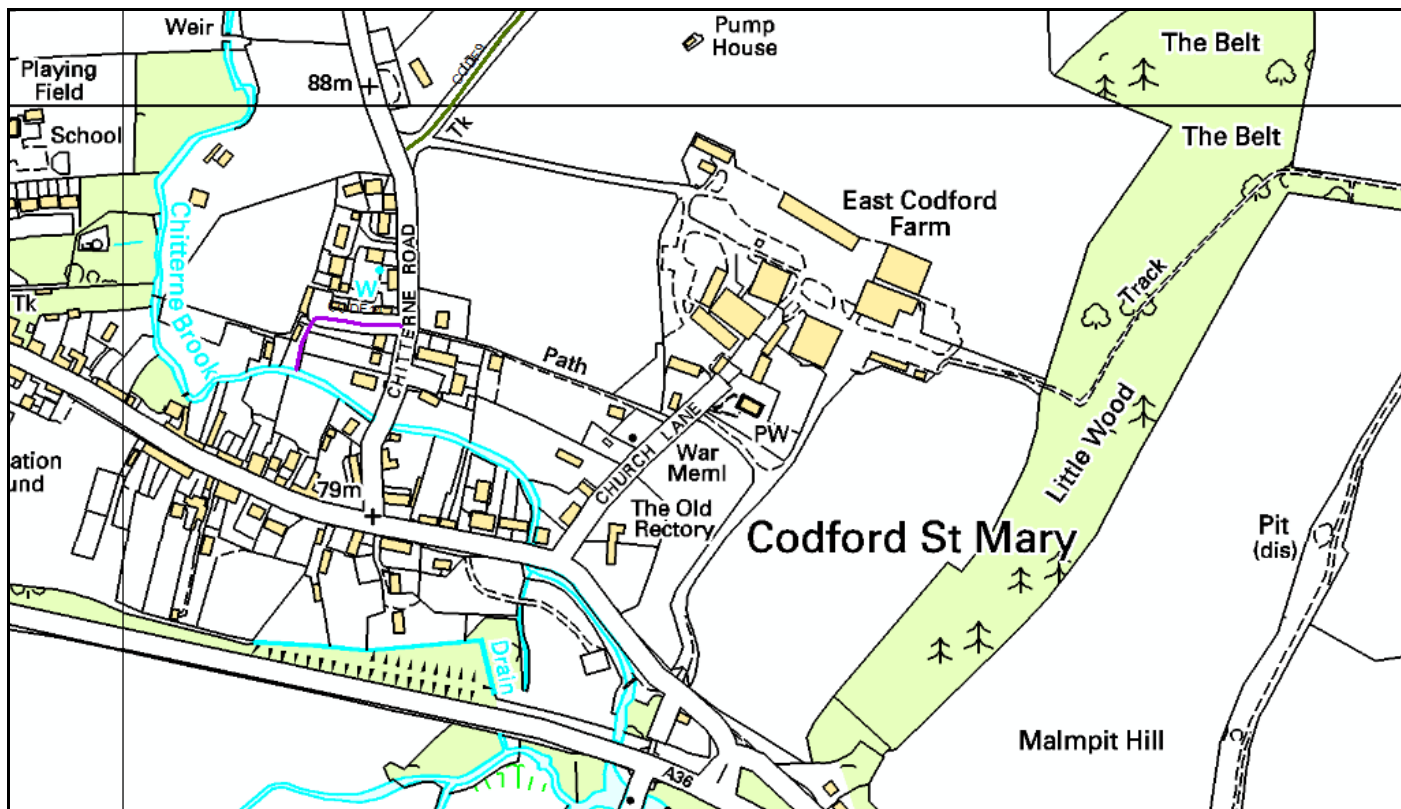 Weir
Pump
House
The Belt
Playing
Field
88m
School
Tk
The Belt
East Codford
Farm
Chitterne Brook
CHITTERNE ROAD
W
Tk
Track
Path
CHURCH LANE
PW
War
Meml
Little Wood
ation
und
79m
The Old
Rectory
Codford St Mary
Pit
(dis)
Drain
Malmpit Hill
A36